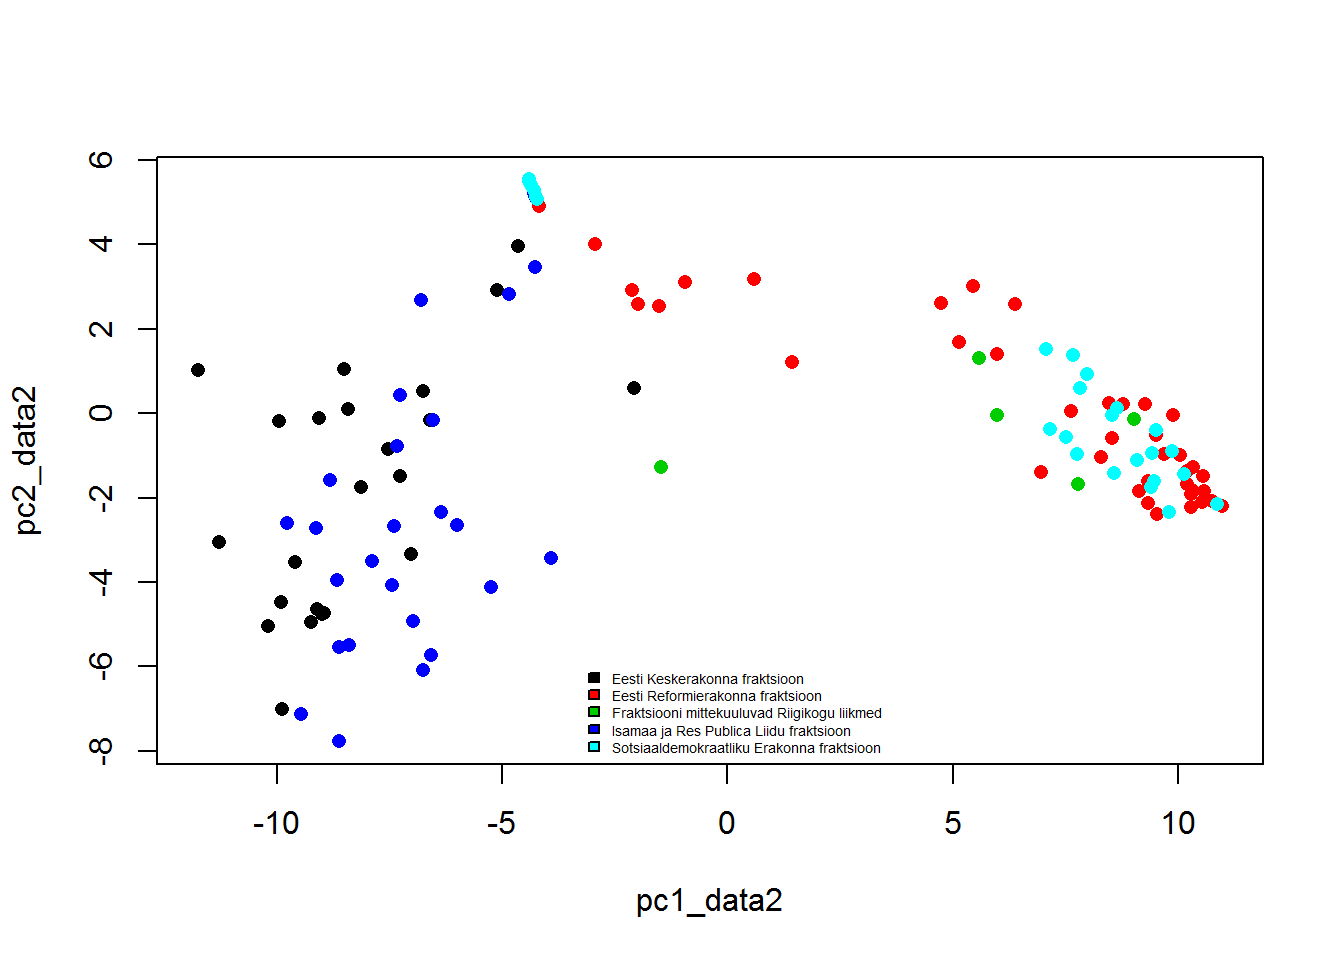 6
4
2
0
-2
-4
-6
-8
pc2_data2
Eesti Keskerakonna fraktsioon
Eesti Reformierakonna fraktsioon
Fraktsiooni mittekuuluvad Riigikogu liikmed
Isamaa ja Res Publica Liidu fraktsioon
Sotsiaaldemokraatliku Erakonna fraktsioon
-10 -5 0 5 10
pc1_data2